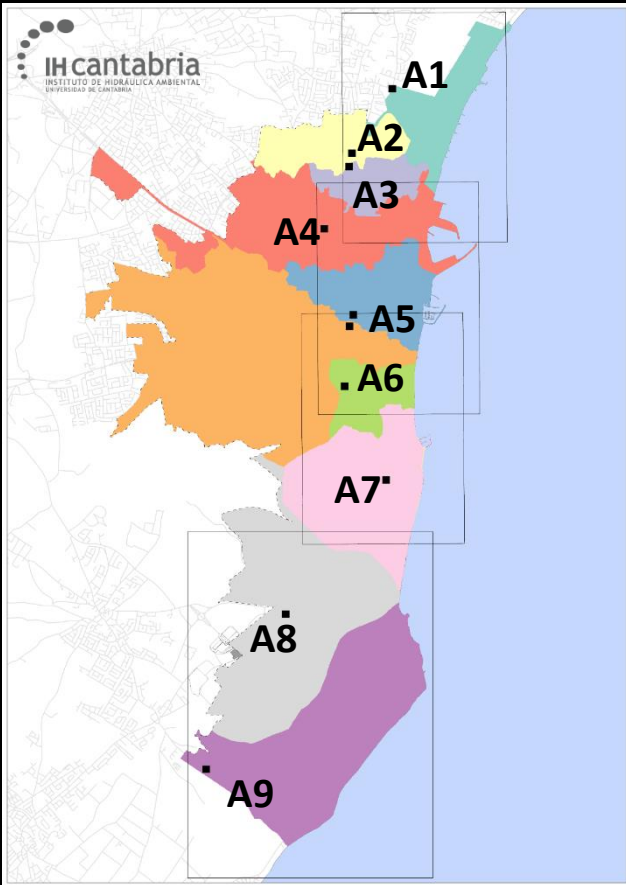 IHcantabria
INSTITUTO DE HIDRÁULICA AMBIENTAL
UNIVERSIDAD DE CANTABRIA
A1
A2
A3
A4
A5
A6
A7
A8
A9